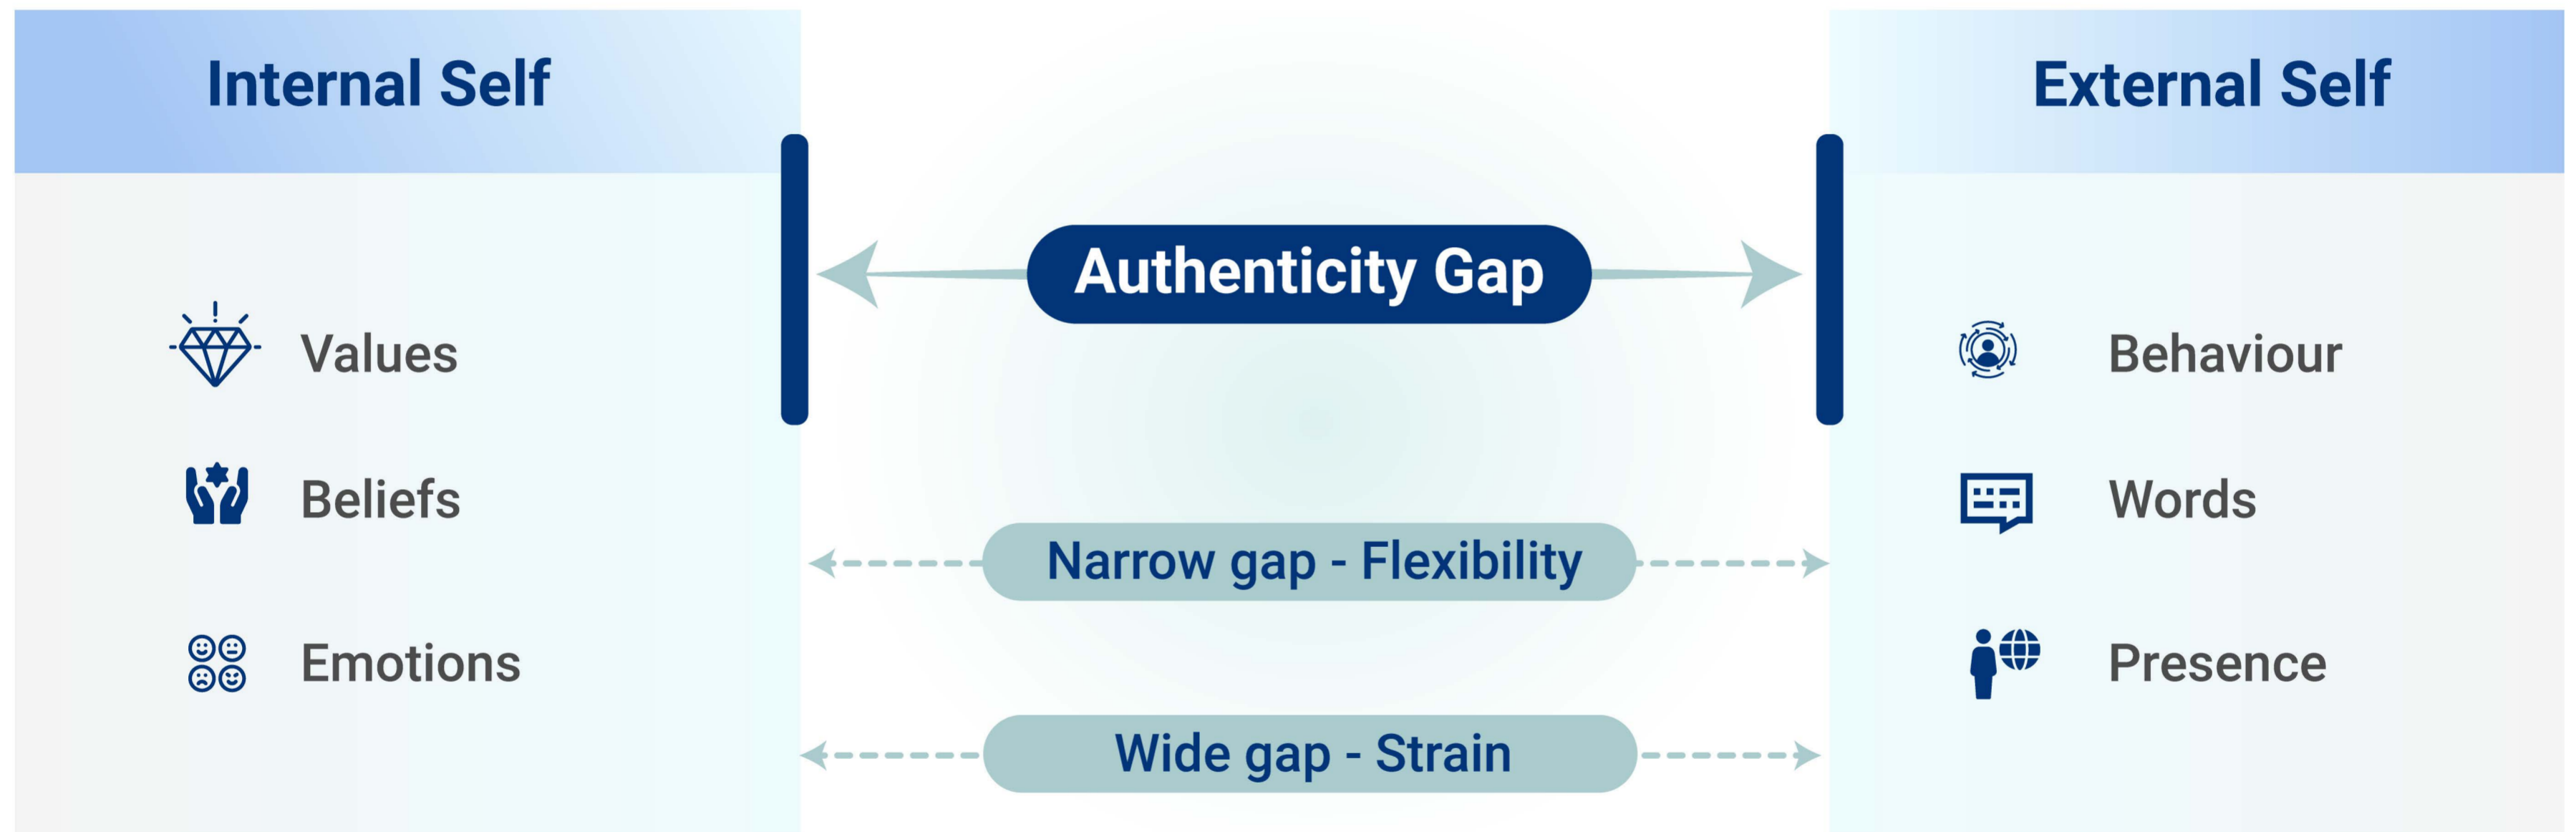 Internal Self
Values
Beliefs
Emotions
Authenticity Gap
Narrow gap - Flexibility
Wide gap - Strain
External Self
Behaviour
Words
Presence